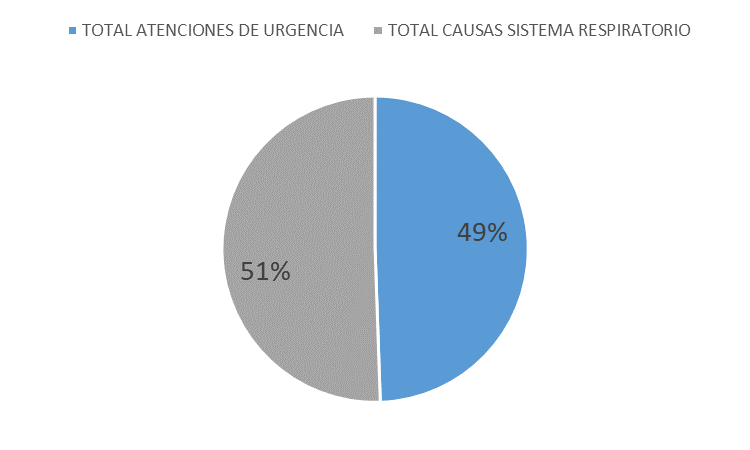 TOTAL ATENCIONES DE URGENCIA TOTAL CAUSAS SISTEMA RESPIRATORIO
49%
51%